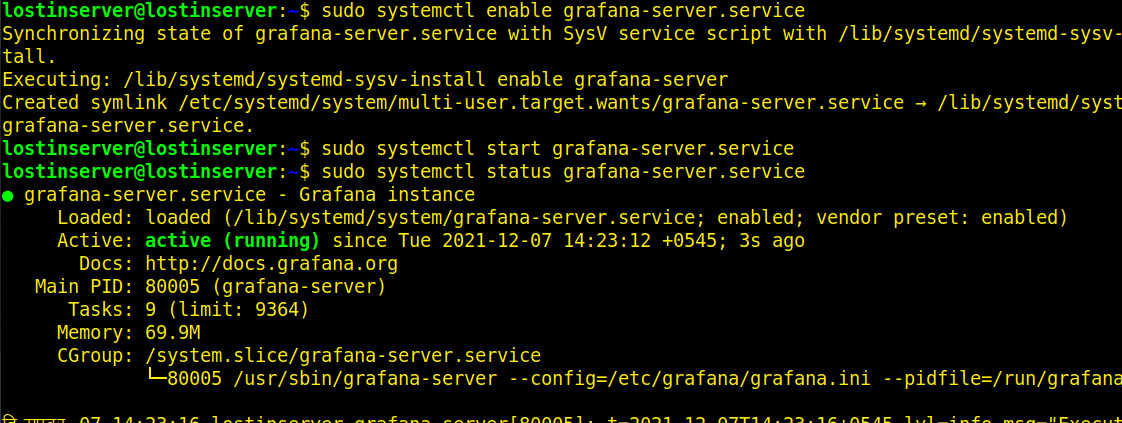 lostinserver@lostinserver:~$ sudo systemctl enable grafana-server.service
Synchronizing state of grafana-server.service with SysV service script with /lib/systemd/systemd-sysv-
tall.
Executing: /lib/systemd/systemd-sysv-install enable grafana-server
Created symlink /etc/systemd/system/multi-user.target.wants/grafana-server.service → /lib/systemd/syst
grafana-server.service.
lostinserver@lostinserver:~$ sudo systemctl start grafana-server.service
lostinserver@lostinserver:~$ sudo systemctl status grafana-server.service
● grafana-server.service - Grafana instance
Loaded: loaded (/lib/systemd/system/grafana-server.service; enabled; vendor preset: enabled)
Active: active (running) since Tue 2021-12-07 14:23:12 +0545; 3s ago
Docs: http://docs.grafana.org
Main PID: 80005 (grafana-server)
Tasks: 9 (limit: 9364)
Memory: 69.9M
CGroup: /system.slice/grafana-server.service
└─80005 /usr/sbin/grafana-server --config=/etc/grafana/grafana.ini --pidfile=/run/grafana
07 14:23:16 lostinserver grafana-server[80005]: t=2021-12-07T14:23:16+0545 lvl=info msg="Execut